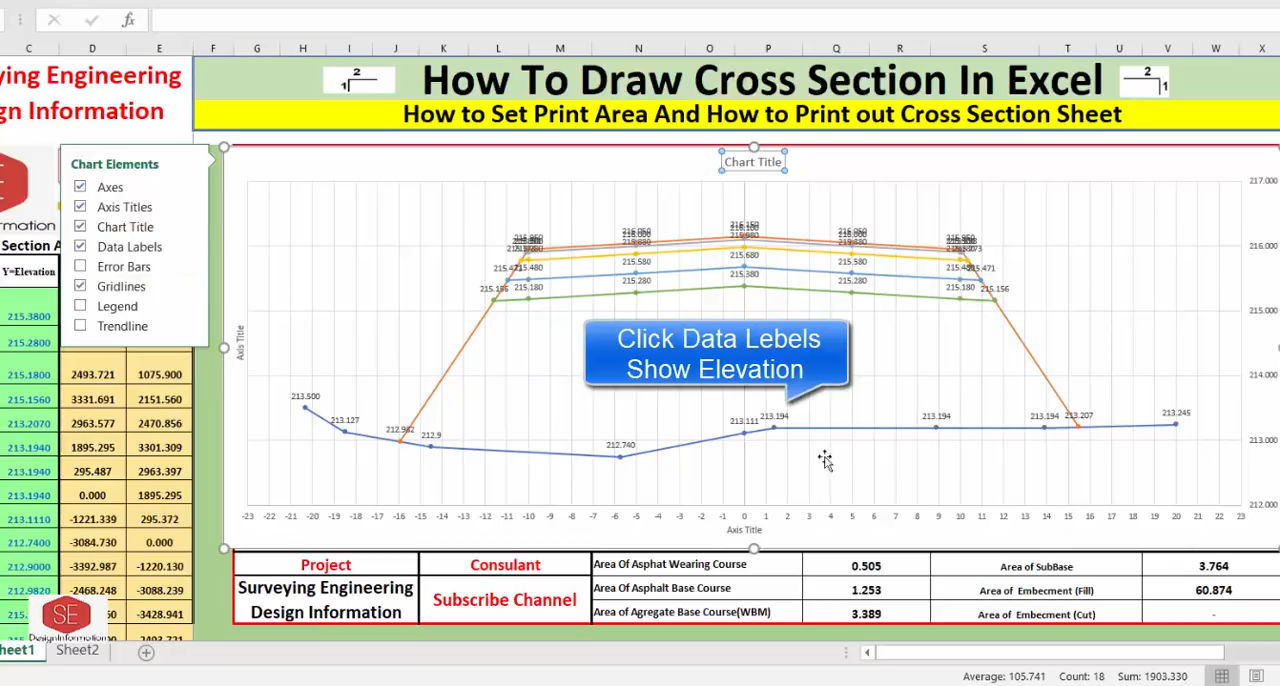 fx
C D E F G H I J K L M N O P Q R S T U V W X
ying Engineering
gn Information
2
1
How To Draw Cross Section In Excel
2
1
How to Set Print Area And How to Print out Cross Section Sheet
Chart Elements
Axes
Axis Titles
Chart Title
Data Labels
Error Bars
Gridlines
Legend
Trendline
rmation
Section A
Y=Elevation
215.3800
215.2800
215.1800 2493.721 1075.900
215.1560 3331.691 2151.560
213.2070 2963.577 2470.856
213.1940 1895.295 3301.309
213.1940 295.487 2963.397
213.1940 0.000 1895.295
213.1110 -1221.339 295.372
212.7400 -3084.730 0.000
212.9000 -3392.987 -1220.130
212.9820 -2468.248 -3088.239
-3428.941
2493.721
SE
DesignInformation
Chart Title
217.000
216.000
215.000
214.000
213.000
212.000
216.150
215.680 215.580 215.580
215.380 215.280 215.280
215.480
215.180 215.180
215.471
215.156 215.156
Click Data Lebels
Show Elevation
213.500
213.127
212.982
212.9
212.740
213.111
213.194
213.194
213.194
213.207
213.245
Axis Title
-23 -22 -21 -20 -19 -18 -17 -16 -15 -14 -13 -12 -11 -10 -9 -8 -7 -6 -5 -4 -3 -2 -1 0 1 2 3 4 5 6 7 8 9 10 11 12 13 14 15 16 17 18 19 20 21 22 23
Axis Title
Project
Surveying Engineering
Design Information
Consulant
Subscribe Channel
Area Of Asphat Wearing Course 0.505 Area of SubBase 3.764
Area Of Asphalt Base Course 1.253 Area of Embecment (Fill) 60.874
Area of Agregate Base Course(WBM) 3.389 Area of Embecment (Cut) -
heet1 Sheet2
Average: 105.741 Count: 18 Sum: 1903.330